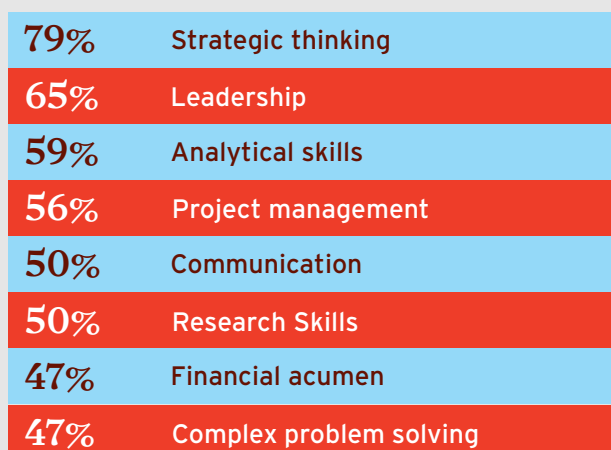 79% Strategic thinking
65% Leadership
59% Analytical skills
56% Project management
50% Communication
50% Research Skills
47% Financial acumen
47% Complex problem solving